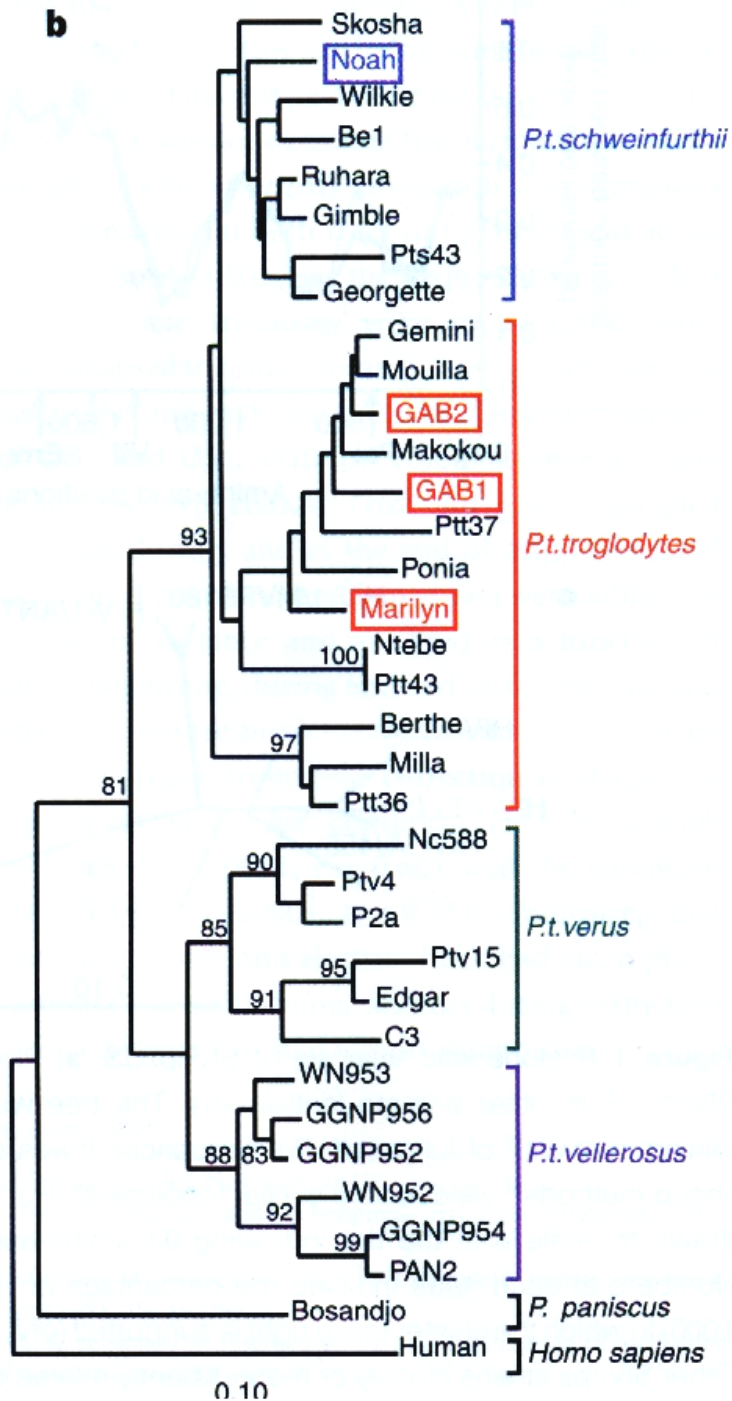 b
Skosha
Noah
Wilkie
Be1
P.t.schweinfurthii
Ruhara
Gimble
Pts43
Georgette
Gemini
Mouilla
GAB2
Makokou
GAB1
Ptt37
93
P.t.troglodytes
Ponia
Marilyn
Ntebe
100
Ptt43
Berthe
97
Milla
81
Ptt36
Nc588
90
Ptv4
P2a
85
P.t.verus
95
Ptv15
91
Edgar
C3
WN953
GGNP956
88
83
GGNP952
P.t.vellerosus
WN952
92
GGNP954
99
PAN2
Bosandjo
P. paniscus
Human
Homo sapiens
0.10